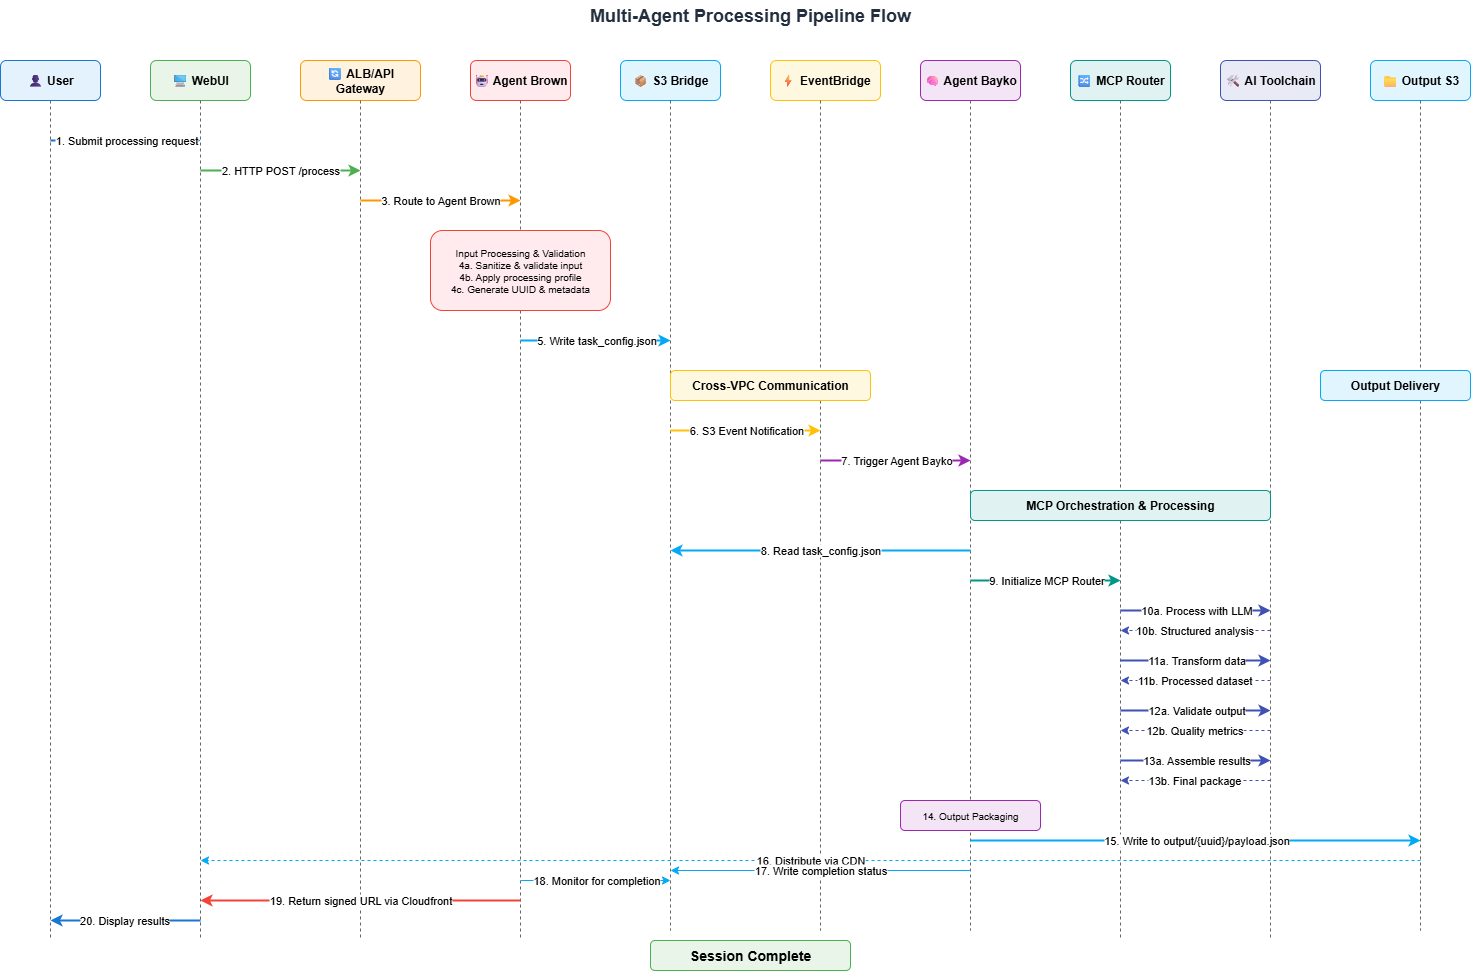 Multi-Agent Processing Pipeline Flow
User
WebUI
ALB/API
Gateway
Agent Brown
S3 Bridge
EventBridge
Agent Bayko
MCP Router
AI Toolchain
Output S3
1. Submit processing request
2. HTTP POST /process
3. Route to Agent Brown
Input Processing & Validation
4a. Sanitize & validate input
4b. Apply processing profile
4c. Generate UUID & metadata
5. Write task_config.json
Cross-VPC Communication
Output Delivery
6. S3 Event Notification
7. Trigger Agent Bayko
MCP Orchestration & Processing
8. Read task_config.json
9. Initialize MCP Router
10a. Process with LLM
10b. Structured analysis
11a. Transform data
11b. Processed dataset
12a. Validate output
12b. Quality metrics
13a. Assemble results
13b. Final package
14. Output Packaging
15. Write to output/{uuid}/payload.json
16. Distribute via CDN
17. Write completion status
18. Monitor for completion
19. Return signed URL via Cloudfront
20. Display results
Session Complete